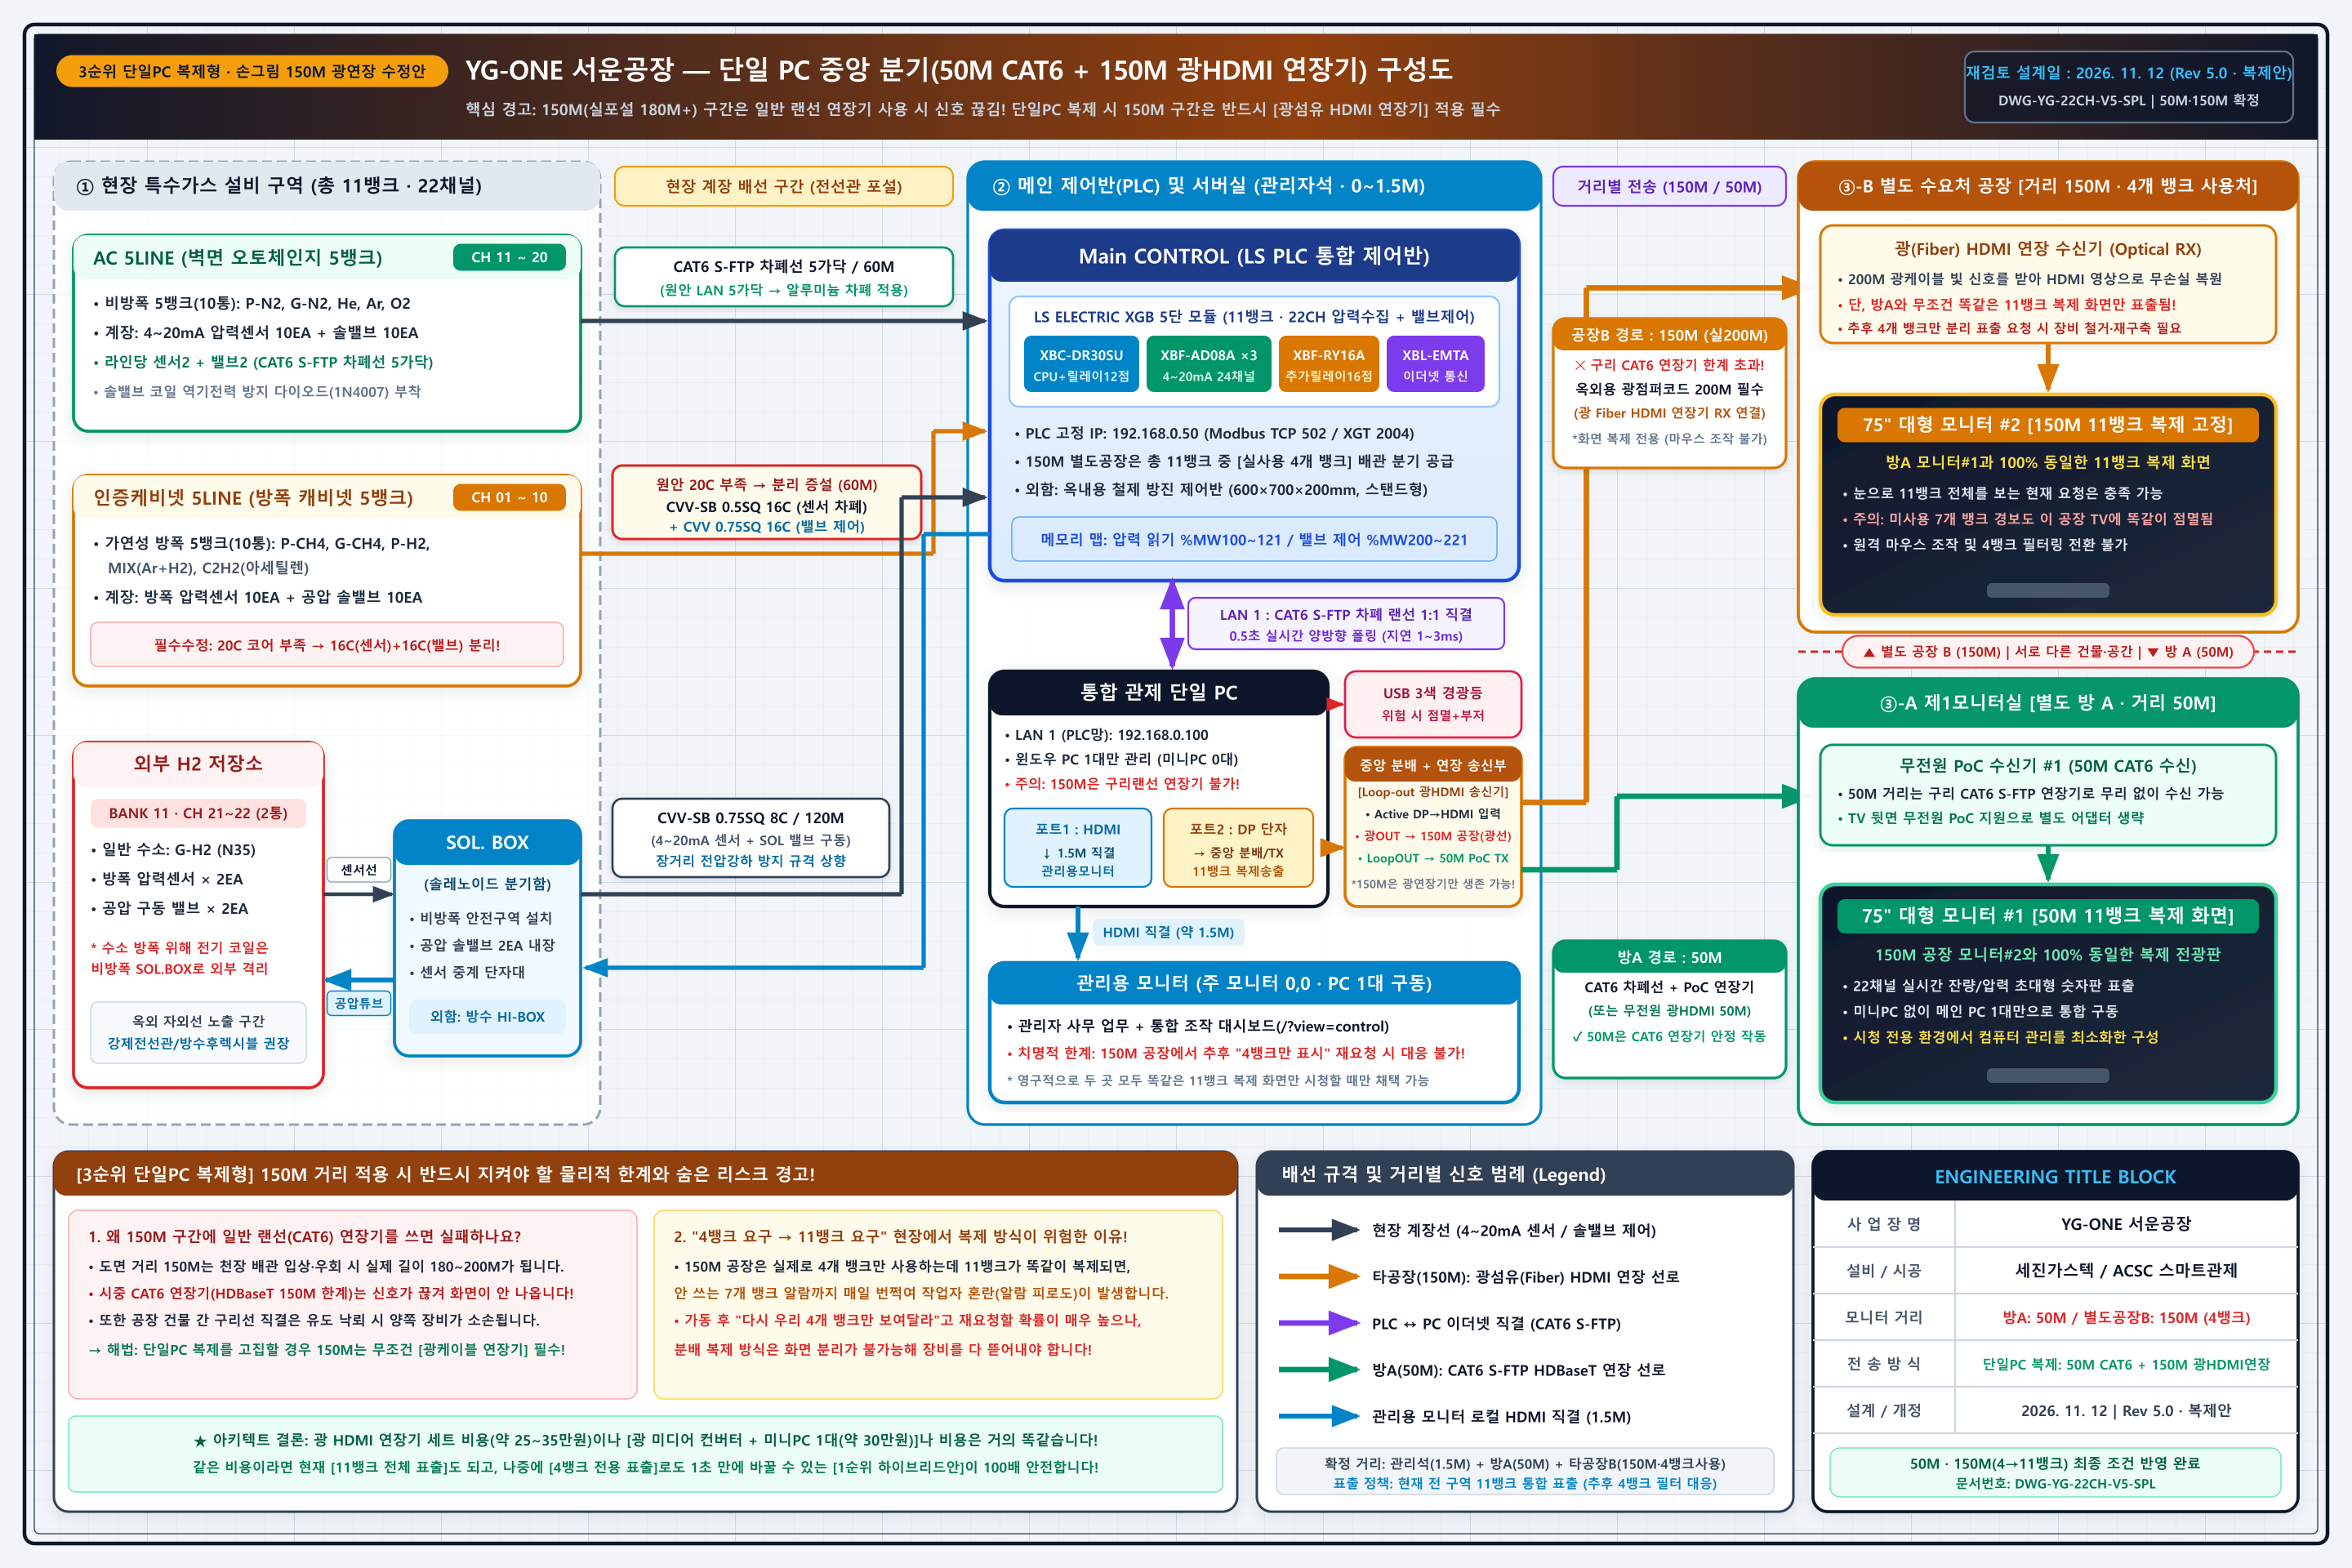 3순위 단일PC 복제형 · 손그림 150M 광연장 수정안
YG-ONE 서운공장 — 단일 PC 중앙 분기(50M CAT6 + 150M 광HDMI 연장기) 구성도
핵심 경고: 150M(실포설 180M+) 구간은 일반 랜선 연장기 사용 시 신호 끊김! 단일PC 복제 시 150M 구간은 반드시 [광섬유 HDMI 연장기] 적용 필수
재검토 설계일 : 2026. 11. 12 (Rev 5.0 · 복제안)
DWG-YG-22CH-V5-SPL | 50M·150M 확정
① 현장 특수가스 설비 구역 (총 11뱅크 · 22채널)
AC 5LINE (벽면 오토체인지 5뱅크)
CH 11 ~ 20
• 비방폭 5뱅크(10통): P-N2, G-N2, He, Ar, O2
• 계장: 4~20mA 압력센서 10EA + 솔밸브 10EA
• 라인당 센서2 + 밸브2 (CAT6 S-FTP 차폐선 5가닥)
• 솔밸브 코일 역기전력 방지 다이오드(1N4007) 부착
인증케비넷 5LINE (방폭 캐비넷 5뱅크)
CH 01 ~ 10
• 가연성 방폭 5뱅크(10통): P-CH4, G-CH4, P-H2,
MIX(Ar+H2), C2H2(아세틸렌)
• 계장: 방폭 압력센서 10EA + 공압 솔밸브 10EA
필수수정: 20C 코어 부족 → 16C(센서)+16C(밸브) 분리!
외부 H2 저장소
BANK 11 · CH 21~22 (2통)
• 일반 수소: G-H2 (N35)
• 방폭 압력센서 × 2EA
• 공압 구동 밸브 × 2EA
* 수소 방폭 위해 전기 코일은
비방폭 SOL.BOX로 외부 격리
옥외 자외선 노출 구간
강제전선관/방수후렉시블 권장
센서선
공압튜브
SOL. BOX
(솔레노이드 분기함)
• 비방폭 안전구역 설치
• 공압 솔밸브 2EA 내장
• 센서 중계 단자대
외함: 방수 HI-BOX
현장 계장 배선 구간 (전선관 포설)
CAT6 S-FTP 차폐선 5가닥 / 60M
(원안 LAN 5가닥 → 알루미늄 차폐 적용)
원안 20C 부족 → 분리 증설 (60M)
CVV-SB 0.5SQ 16C (센서 차폐)
+ CVV 0.75SQ 16C (밸브 제어)
CVV-SB 0.75SQ 8C / 120M
(4~20mA 센서 + SOL 밸브 구동)
장거리 전압강하 방지 규격 상향
② 메인 제어반(PLC) 및 서버실 (관리자석 · 0~1.5M)
Main CONTROL (LS PLC 통합 제어반)
LS ELECTRIC XGB 5단 모듈 (11뱅크 · 22CH 압력수집 + 밸브제어)
XBC-DR30SU
CPU+릴레이12점
XBF-AD08A ×3
4~20mA 24채널
XBF-RY16A
추가릴레이16점
XBL-EMTA
이더넷 통신
• PLC 고정 IP: 192.168.0.50 (Modbus TCP 502 / XGT 2004)
• 150M 별도공장은 총 11뱅크 중 [실사용 4개 뱅크] 배관 분기 공급
• 외함: 옥내용 철제 방진 제어반 (600×700×200mm, 스탠드형)
메모리 맵: 압력 읽기 %MW100~121 / 밸브 제어 %MW200~221
LAN 1 : CAT6 S-FTP 차폐 랜선 1:1 직결
0.5초 실시간 양방향 폴링 (지연 1~3ms)
통합 관제 단일 PC
• LAN 1 (PLC망): 192.168.0.100
• 윈도우 PC 1대만 관리 (미니PC 0대)
• 주의: 150M은 구리랜선 연장기 불가!
포트1 : HDMI
↓ 1.5M 직결
관리용모니터
포트2 : DP 단자
→ 중앙 분배/TX
11뱅크 복제송출
USB 3색 경광등
위험 시 점멸+부저
중앙 분배 + 연장 송신부
[Loop-out 광HDMI 송신기]
• Active DP→HDMI 입력
• 광OUT → 150M 공장(광선)
• LoopOUT → 50M PoC TX
*150M은 광연장기만 생존 가능!
HDMI 직결 (약 1.5M)
관리용 모니터 (주 모니터 0,0 · PC 1대 구동)
• 관리자 사무 업무 + 통합 조작 대시보드(/?view=control)
• 치명적 한계: 150M 공장에서 추후 "4뱅크만 표시" 재요청 시 대응 불가!
* 영구적으로 두 곳 모두 똑같은 11뱅크 복제 화면만 시청할 때만 채택 가능
거리별 전송 (150M / 50M)
공장B 경로 : 150M (실200M)
✕ 구리 CAT6 연장기 한계 초과!
옥외용 광점퍼코드 200M 필수
(광 Fiber HDMI 연장기 RX 연결)
*화면 복제 전용 (마우스 조작 불가)
방A 경로 : 50M
CAT6 차폐선 + PoC 연장기
(또는 무전원 광HDMI 50M)
✓ 50M은 CAT6 연장기 안정 작동
③-B 별도 수요처 공장 [거리 150M · 4개 뱅크 사용처]
광(Fiber) HDMI 연장 수신기 (Optical RX)
• 200M 광케이블 빛 신호를 받아 HDMI 영상으로 무손실 복원
• 단, 방A와 무조건 똑같은 11뱅크 복제 화면만 표출됨!
• 추후 4개 뱅크만 분리 표출 요청 시 장비 철거·재구축 필요
75" 대형 모니터 #2 [150M 11뱅크 복제 고정]
방A 모니터#1과 100% 동일한 11뱅크 복제 화면
• 눈으로 11뱅크 전체를 보는 현재 요청은 충족 가능
• 주의: 미사용 7개 뱅크 경보도 이 공장 TV에 똑같이 점멸됨
• 원격 마우스 조작 및 4뱅크 필터링 전환 불가
▲ 별도 공장 B (150M) | 서로 다른 건물·공간 | ▼ 방 A (50M)
③-A 제1모니터실 [별도 방 A · 거리 50M]
무전원 PoC 수신기 #1 (50M CAT6 수신)
• 50M 거리는 구리 CAT6 S-FTP 연장기로 무리 없이 수신 가능
• TV 뒷면 무전원 PoC 지원으로 별도 어댑터 생략
75" 대형 모니터 #1 [50M 11뱅크 복제 화면]
150M 공장 모니터#2와 100% 동일한 복제 전광판
• 22채널 실시간 잔량/압력 초대형 숫자판 표출
• 미니PC 없이 메인 PC 1대만으로 통합 구동
• 시청 전용 환경에서 컴퓨터 관리를 최소화한 구성
[3순위 단일PC 복제형] 150M 거리 적용 시 반드시 지켜야 할 물리적 한계와 숨은 리스크 경고!
1. 왜 150M 구간에 일반 랜선(CAT6) 연장기를 쓰면 실패하나요?
• 도면 거리 150M는 천장 배관 입상·우회 시 실제 길이 180~200M가 됩니다.
• 시중 CAT6 연장기(HDBaseT 150M 한계)는 신호가 끊겨 화면이 안 나옵니다!
• 또한 공장 건물 간 구리선 직결은 유도 낙뢰 시 양쪽 장비가 소손됩니다.
→ 해법: 단일PC 복제를 고집할 경우 150M는 무조건 [광케이블 연장기] 필수!
2. "4뱅크 요구 → 11뱅크 요구" 현장에서 복제 방식이 위험한 이유!
• 150M 공장은 실제로 4개 뱅크만 사용하는데 11뱅크가 똑같이 복제되면,
안 쓰는 7개 뱅크 알람까지 매일 번쩍여 작업자 혼란(알람 피로도)이 발생합니다.
• 가동 후 "다시 우리 4개 뱅크만 보여달라"고 재요청할 확률이 매우 높으나,
분배 복제 방식은 화면 분리가 불가능해 장비를 다 뜯어내야 합니다!
★ 아키텍트 결론: 광 HDMI 연장기 세트 비용(약 25~35만원)이나 [광 미디어 컨버터 + 미니PC 1대(약 30만원)]나 비용은 거의 똑같습니다!
같은 비용이라면 현재 [11뱅크 전체 표출]도 되고, 나중에 [4뱅크 전용 표출]로도 1초 만에 바꿀 수 있는 [1순위 하이브리드안]이 100배 안전합니다!
배선 규격 및 거리별 신호 범례 (Legend)
현장 계장선 (4~20mA 센서 / 솔밸브 제어)
타공장(150M): 광섬유(Fiber) HDMI 연장 선로
PLC ↔ PC 이더넷 직결 (CAT6 S-FTP)
방A(50M): CAT6 S-FTP HDBaseT 연장 선로
관리용 모니터 로컬 HDMI 직결 (1.5M)
확정 거리: 관리석(1.5M) + 방A(50M) + 타공장B(150M·4뱅크사용)
표출 정책: 현재 전 구역 11뱅크 통합 표출 (추후 4뱅크 필터 대응)
ENGINEERING TITLE BLOCK
사 업 장 명
YG-ONE 서운공장
설비 / 시공
세진가스텍 / ACSC 스마트관제
모니터 거리
방A: 50M / 별도공장B: 150M (4뱅크)
전 송 방 식
단일PC 복제: 50M CAT6 + 150M 광HDMI연장
설계 / 개정
2026. 11. 12 | Rev 5.0 · 복제안
50M · 150M(4→11뱅크) 최종 조건 반영 완료
문서번호: DWG-YG-22CH-V5-SPL